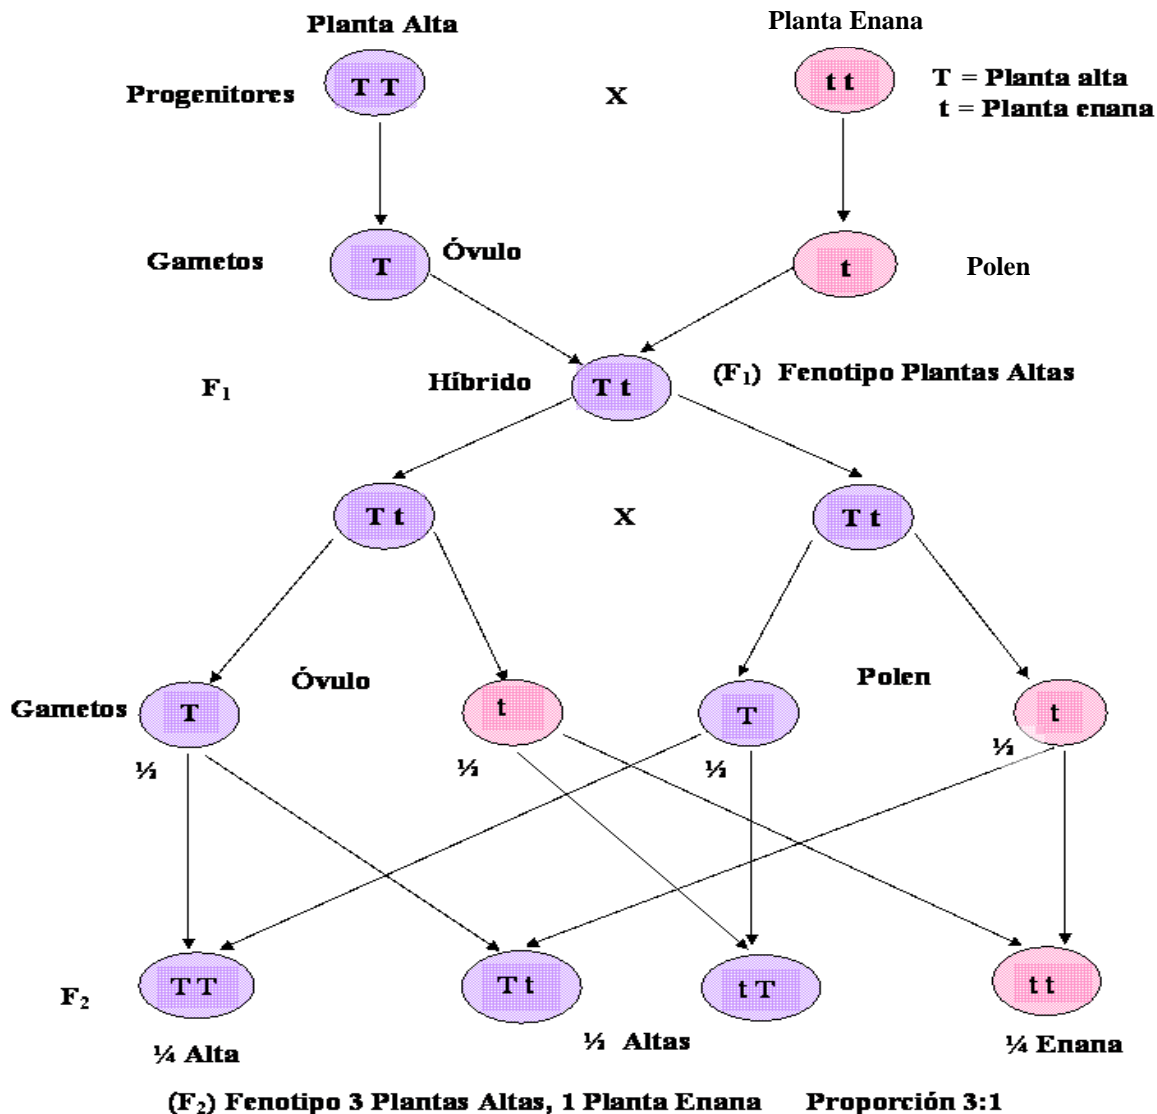 Planta Alta
Planta Enana
T T
t t
T = Planta alta
t = Planta enana
Progenitores
X
Gametos
T
Óvulo
t
Polen
F₁
Híbrido
T t
(F₁) Fenotipo Plantas Altas
T t
X
T t
Gametos
T
Óvulo
t
T
Polen
t
½
½
½
½
F₂
T T
T t
t T
t t
¼ Alta
½ Altas
¼ Enana
(F₂) Fenotipo 3 Plantas Altas, 1 Planta Enana Proporción 3:1